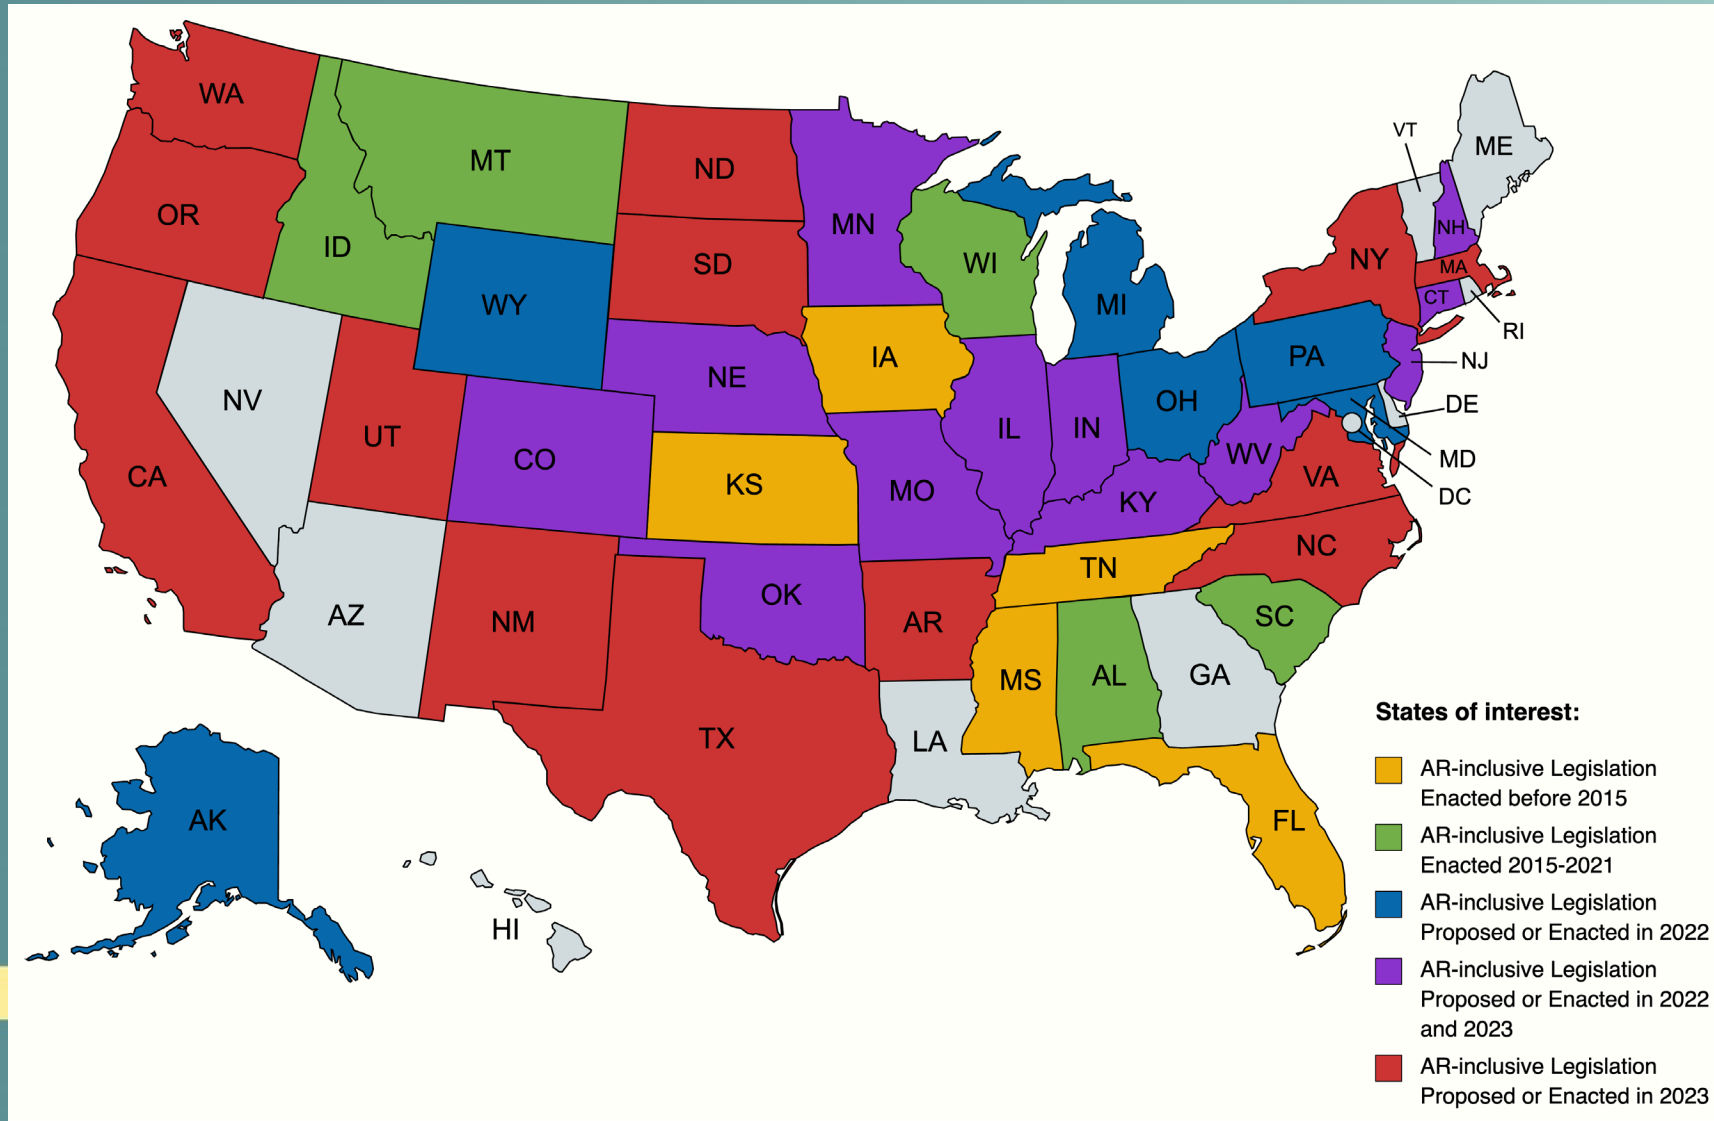 WA
OR
CA
NV
ID
MT
WY
UT
AZ
CO
NM
ND
SD
NE
KS
OK
TX
MN
IA
MO
AR
LA
WI
IL
IN
MI
OH
KY
TN
MS
AL
GA
FL
SC
NC
VA
WV
PA
NY
VT
ME
NH
MA
CT
RI
NJ
DE
MD
DC
AK
HI
States of interest:
AR-inclusive Legislation
Enacted before 2015
AR-inclusive Legislation
Enacted 2015-2021
AR-inclusive Legislation
Proposed or Enacted in 2022
AR-inclusive Legislation
Proposed or Enacted in 2022
and 2023
AR-inclusive Legislation
Proposed or Enacted in 2023